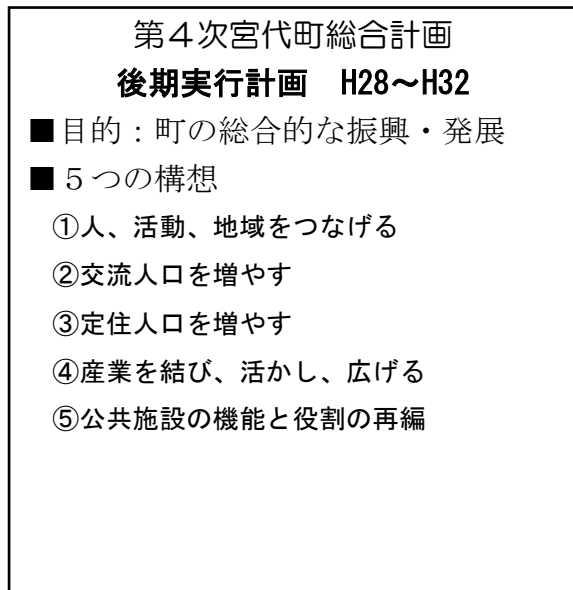 第４次宮代町総合計画
後期実行計画　H28～H32
■目的：町の総合的な振興・発展
■５つの構想
①人、活動、地域をつなげる
②交流人口を増やす
③定住人口を増やす
④産業を結び、活かし、広げる
⑤公共施設の機能と役割の再編